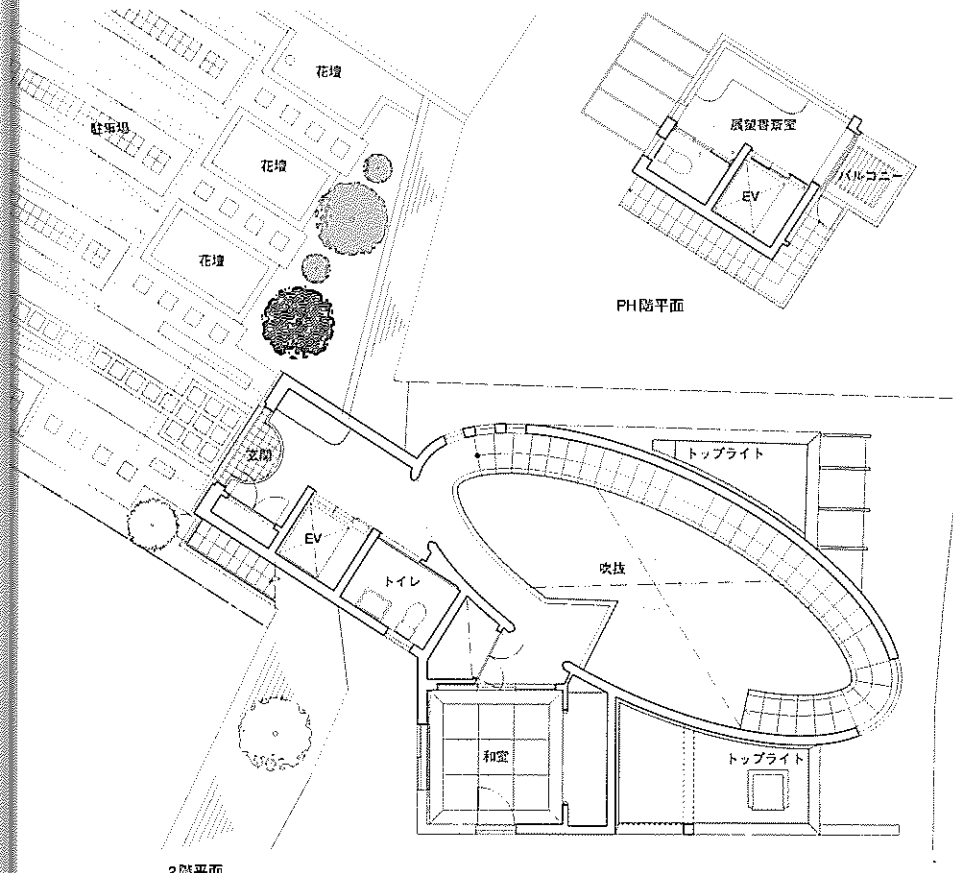 花壇
駐車場
花壇
花壇
展望書斎室
バルコニー
EV
PH階平面
玄関
トップライト
EV
吹抜
トイレ
和室
トップライト
2階平面